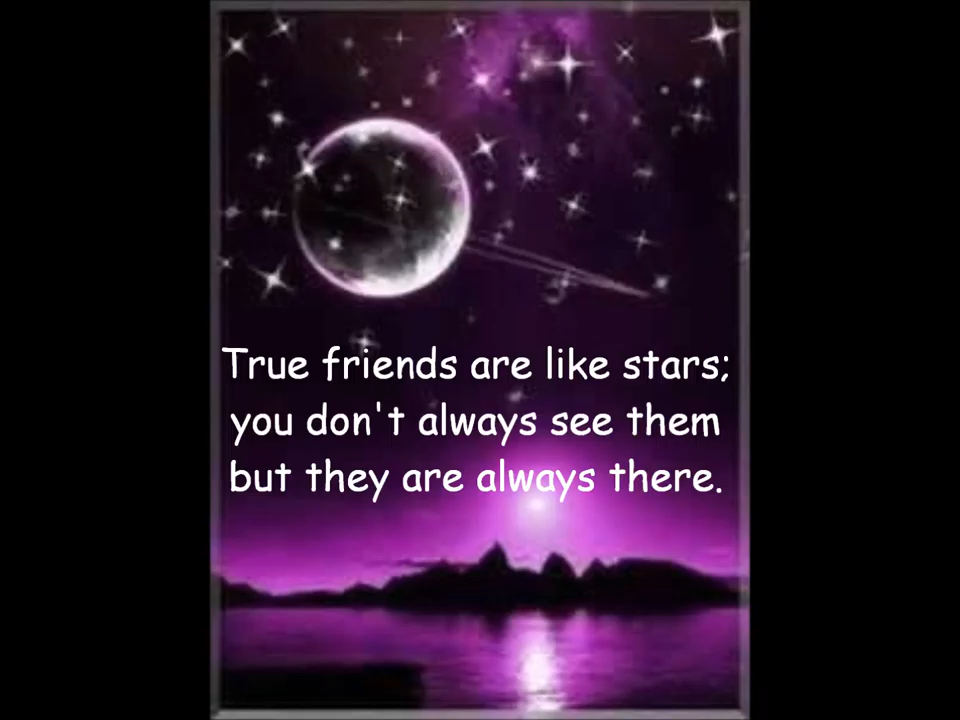 True friends are like stars;
you don't always see them
but they are always there.